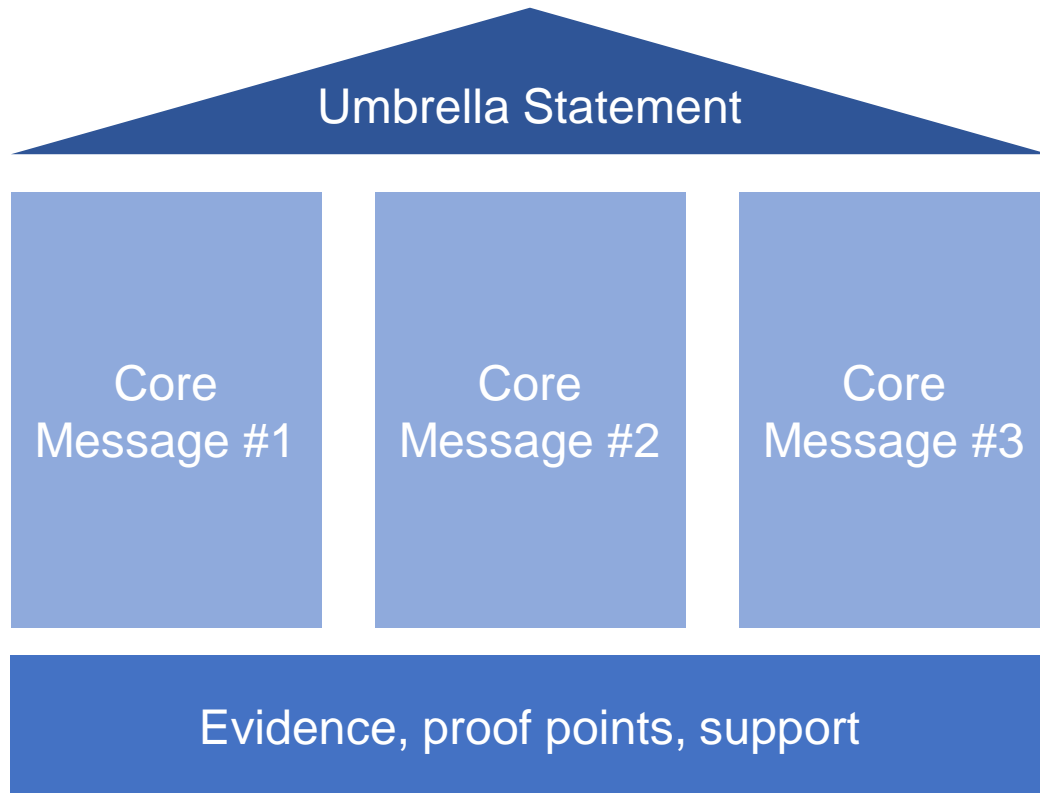 Umbrella Statement
Core
Message #1
Core
Message #2
Core
Message #3
Evidence, proof points, support